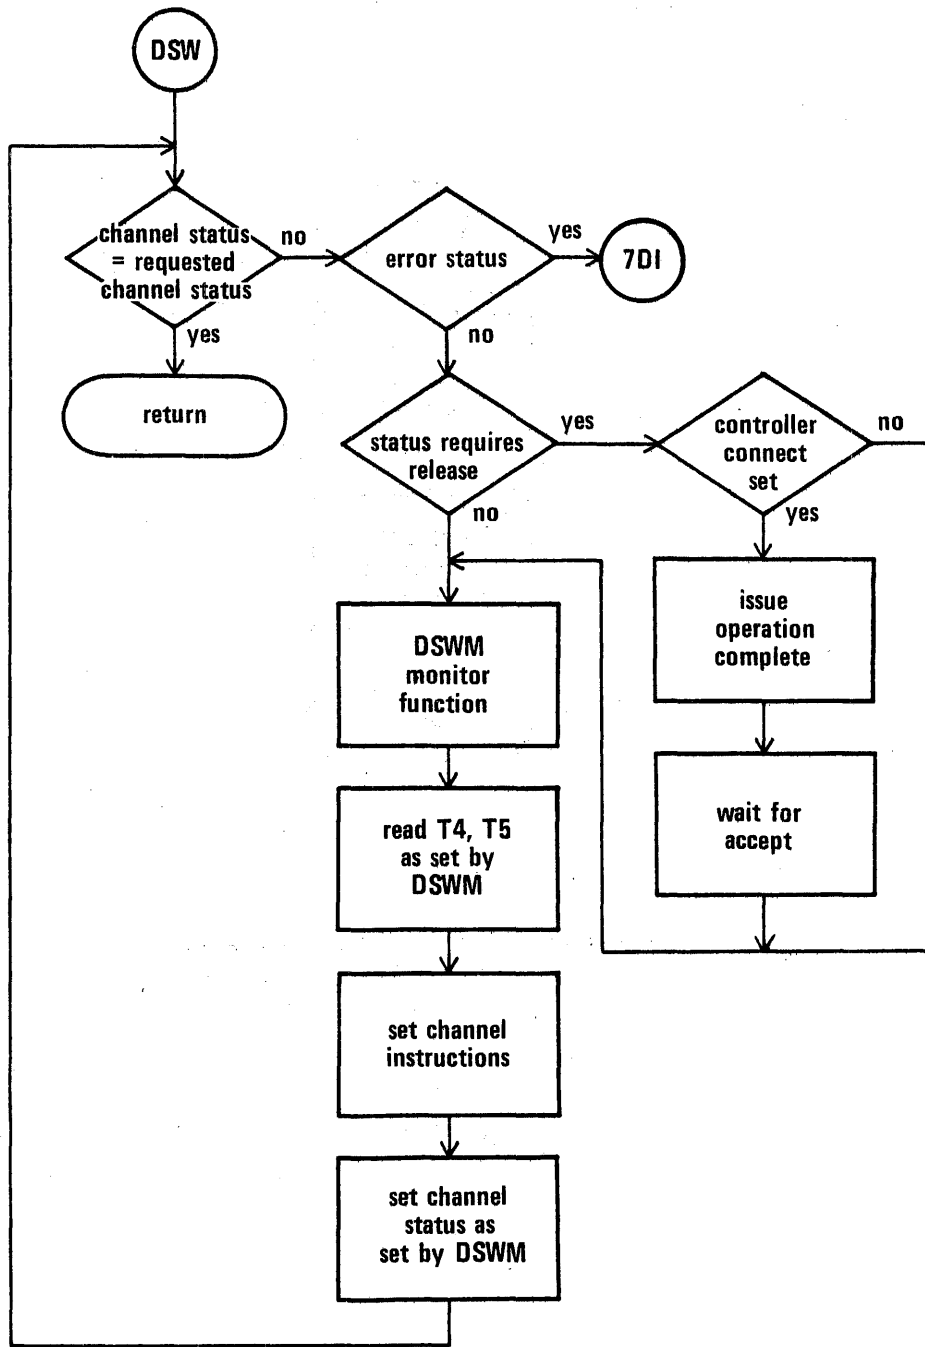 DSW
channel status
= requested
channel status
no
yes
return
error status
yes
7DI
no
status requires
release
yes
no
controller
connect
set
no
yes
issue
operation
complete
wait for
accept
DSWM
monitor
function
read T4, T5
as set by
DSWM
set channel
instructions
set channel
status as
set by DSWM